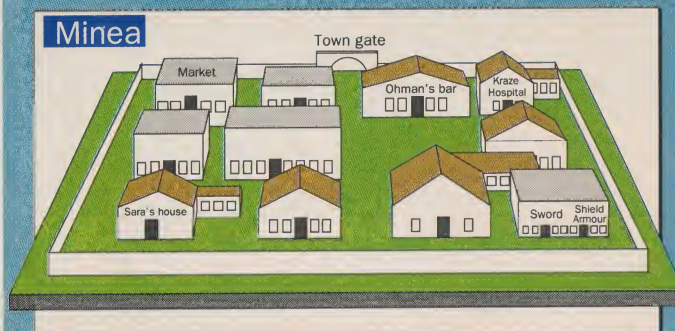 Minea
Town gate
Market
Ohman's bar
Kraze
Hospital
Sara's house
Sword
Shield
Armour